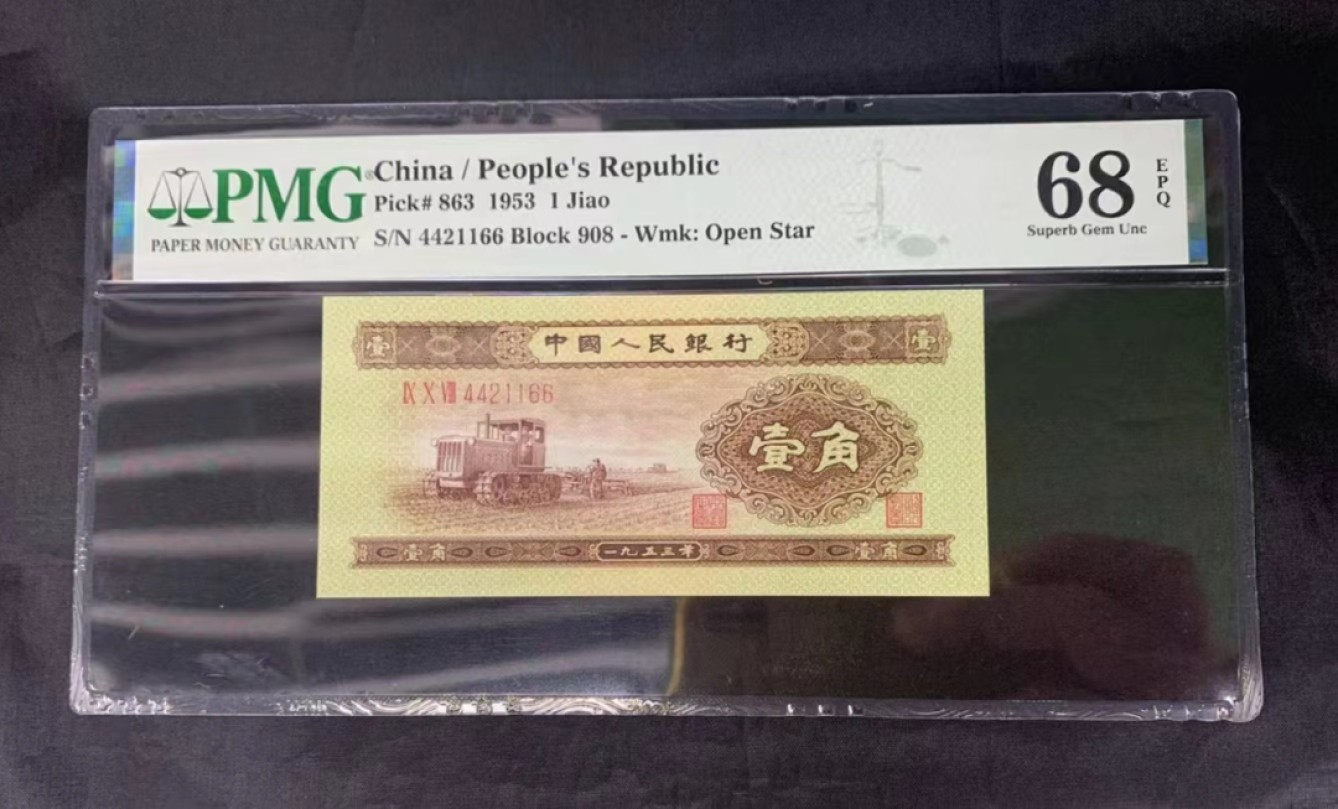 PMG
PAPER MONEY GUARANTY
China / People's Republic
Pick# 863 1953 1 Jiao
S/N 4421166 Block 908 - Wmk: Open Star
68
EPQ
Superb Gem Unc
壹 中國人民銀行 壹
IX X VIII 4421166
壹角
壹角 一九五三年 壹角